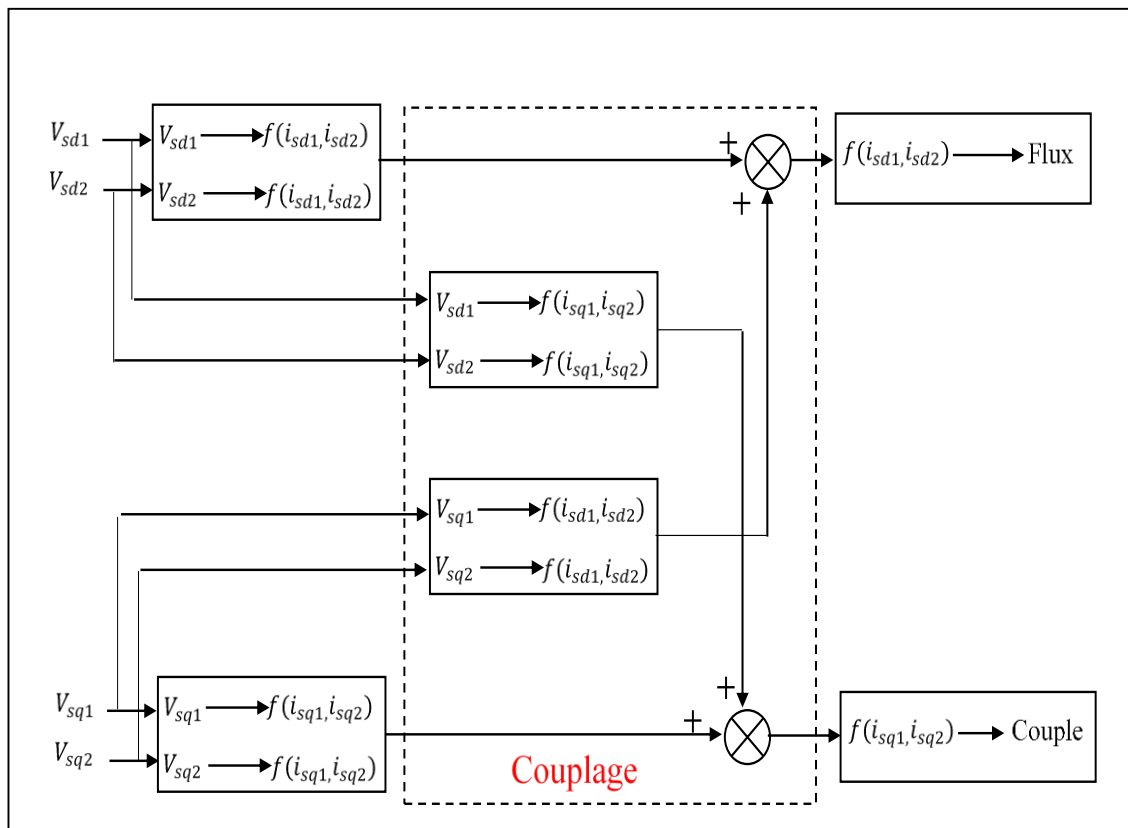 V_sd1
V_sd2
V_sd1 → f(i_sd1,i_sd2)
V_sd2 → f(i_sd1,i_sd2)
+
+
f(i_sd1,i_sd2) → Flux
V_sd1 → f(i_sq1,i_sq2)
V_sd2 → f(i_sq1,i_sq2)
V_sq1 → f(i_sd1,i_sd2)
V_sq2 → f(i_sd1,i_sd2)
V_sq1
V_sq2
V_sq1 → f(i_sq1,i_sq2)
V_sq2 → f(i_sq1,i_sq2)
+
+
f(i_sq1,i_sq2) → Couple
Couplage